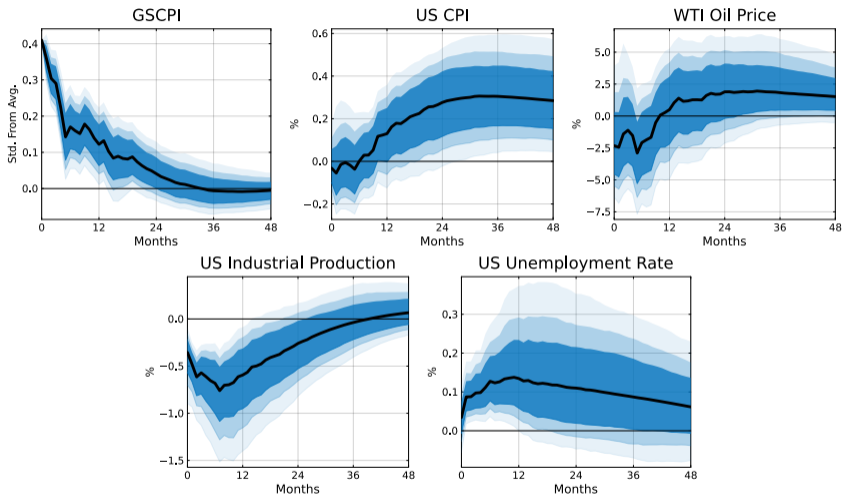 GSCPI
Std. From Avg.
0.4
0.3
0.2
0.1
0.0
0 12 24 36 48
Months
US CPI
%
0.6
0.4
0.2
0.0
−0.2
0 12 24 36 48
Months
WTI Oil Price
%
5.0
2.5
0.0
−2.5
−5.0
−7.5
0 12 24 36 48
Months
US Industrial Production
%
0.0
−0.5
−1.0
−1.5
0 12 24 36 48
Months
US Unemployment Rate
%
0.3
0.2
0.1
0.0
0 12 24 36 48
Months